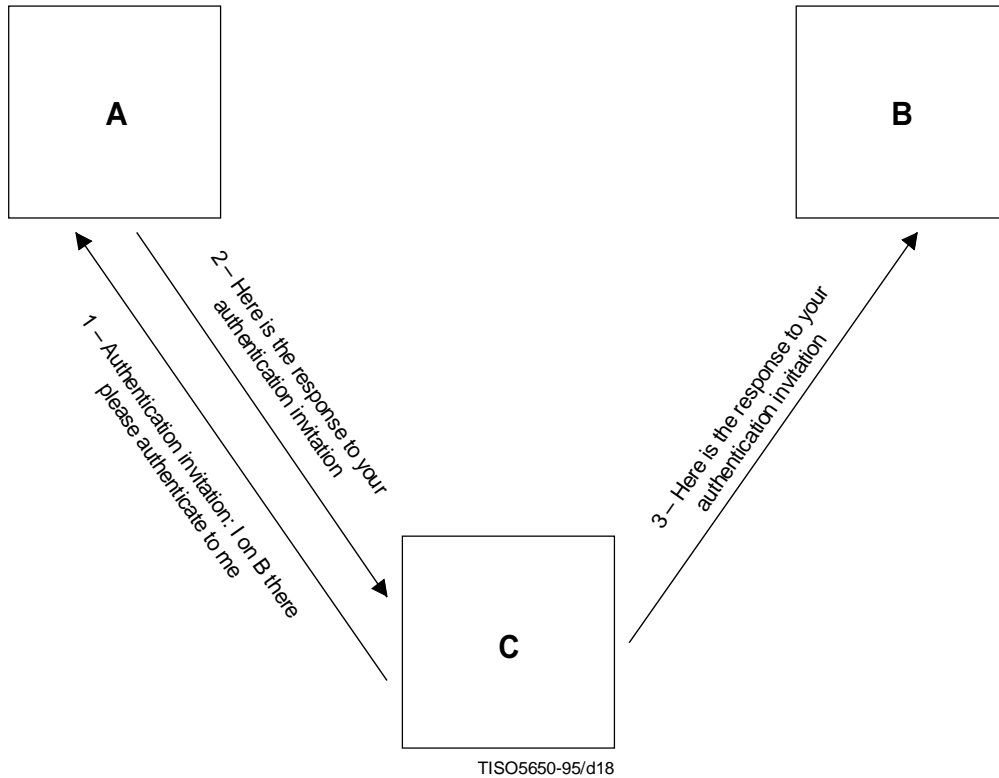 A
B
2 – Here is the response to your
authentication invitation
1 – Authentication invitation: I on B there
please authenticate to me
3 – Here is the response to your
authentication invitation
C
TISO5650-95/d18